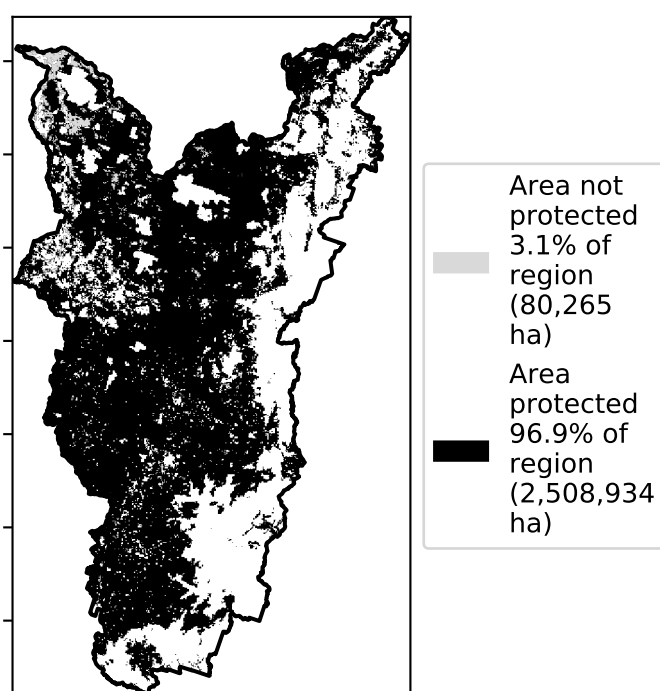 Area not
protected
3.1% of
region
(80,265
ha)
Area
protected
96.9% of
region
(2,508,934
ha)